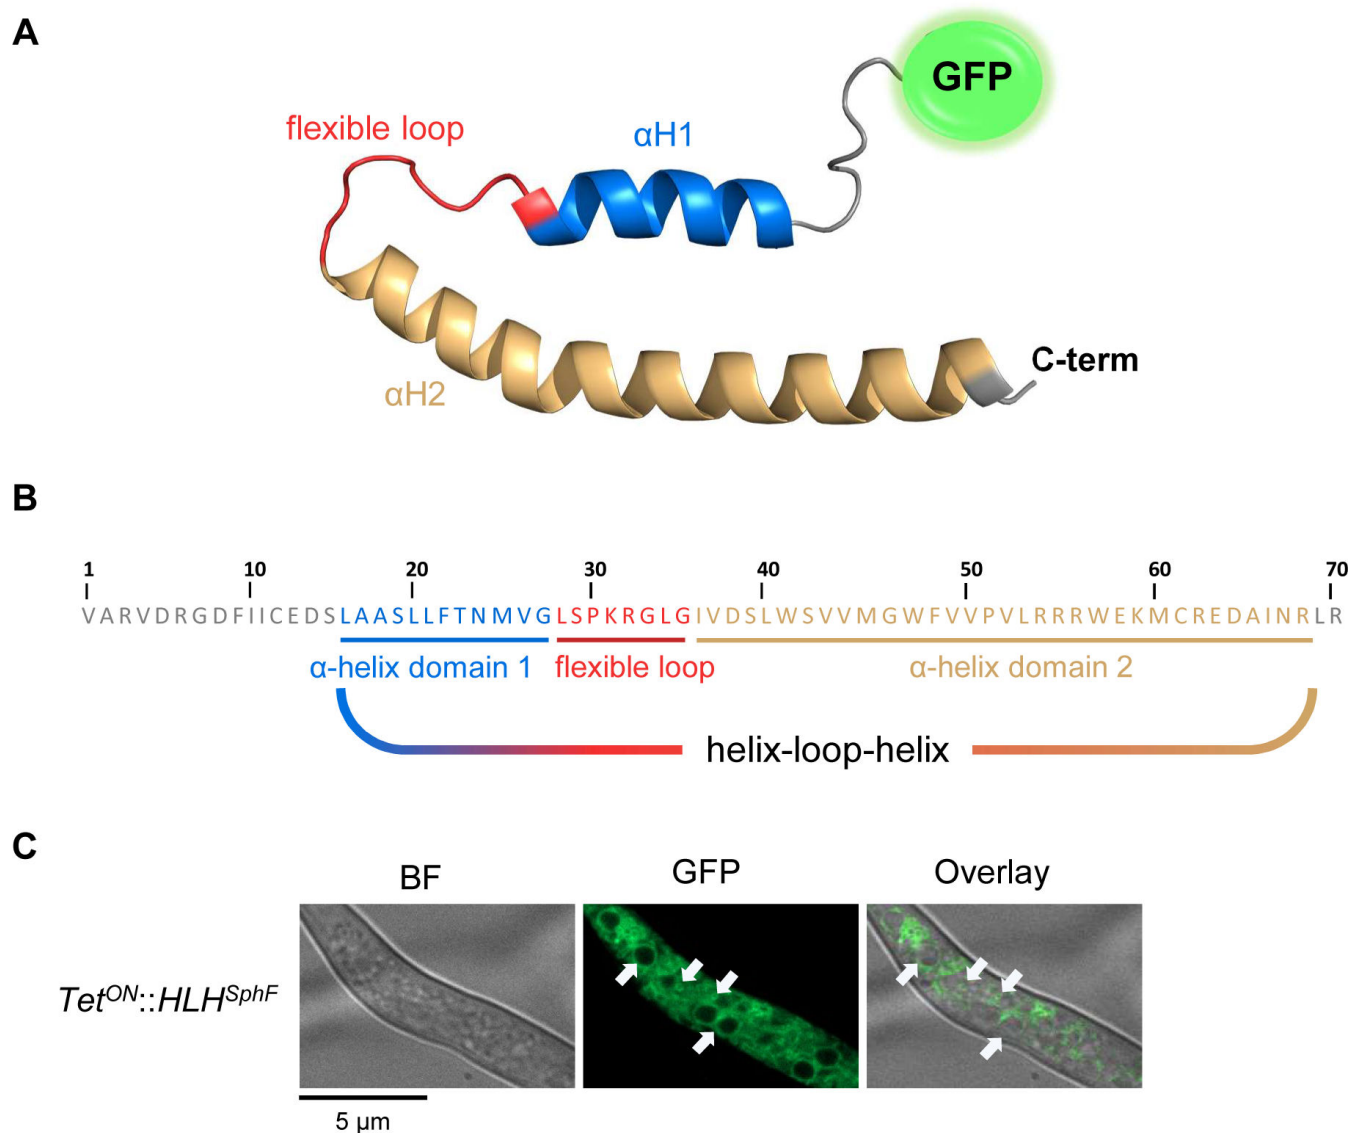 A
GFP
flexible loop
αH1
αH2
C-term
B
1 10 20 30 40 50 60 70
VARVDRGDFIICEDSLAASLLFTNMVGLSPKRGLGIVDSLWSVVMGWFVVPVLRRRWEKMCREDAINRLR
α-helix domain 1 flexible loop α-helix domain 2
helix-loop-helix
C
BF GFP Overlay
Tet^ON::HLH^SphF
5 µm